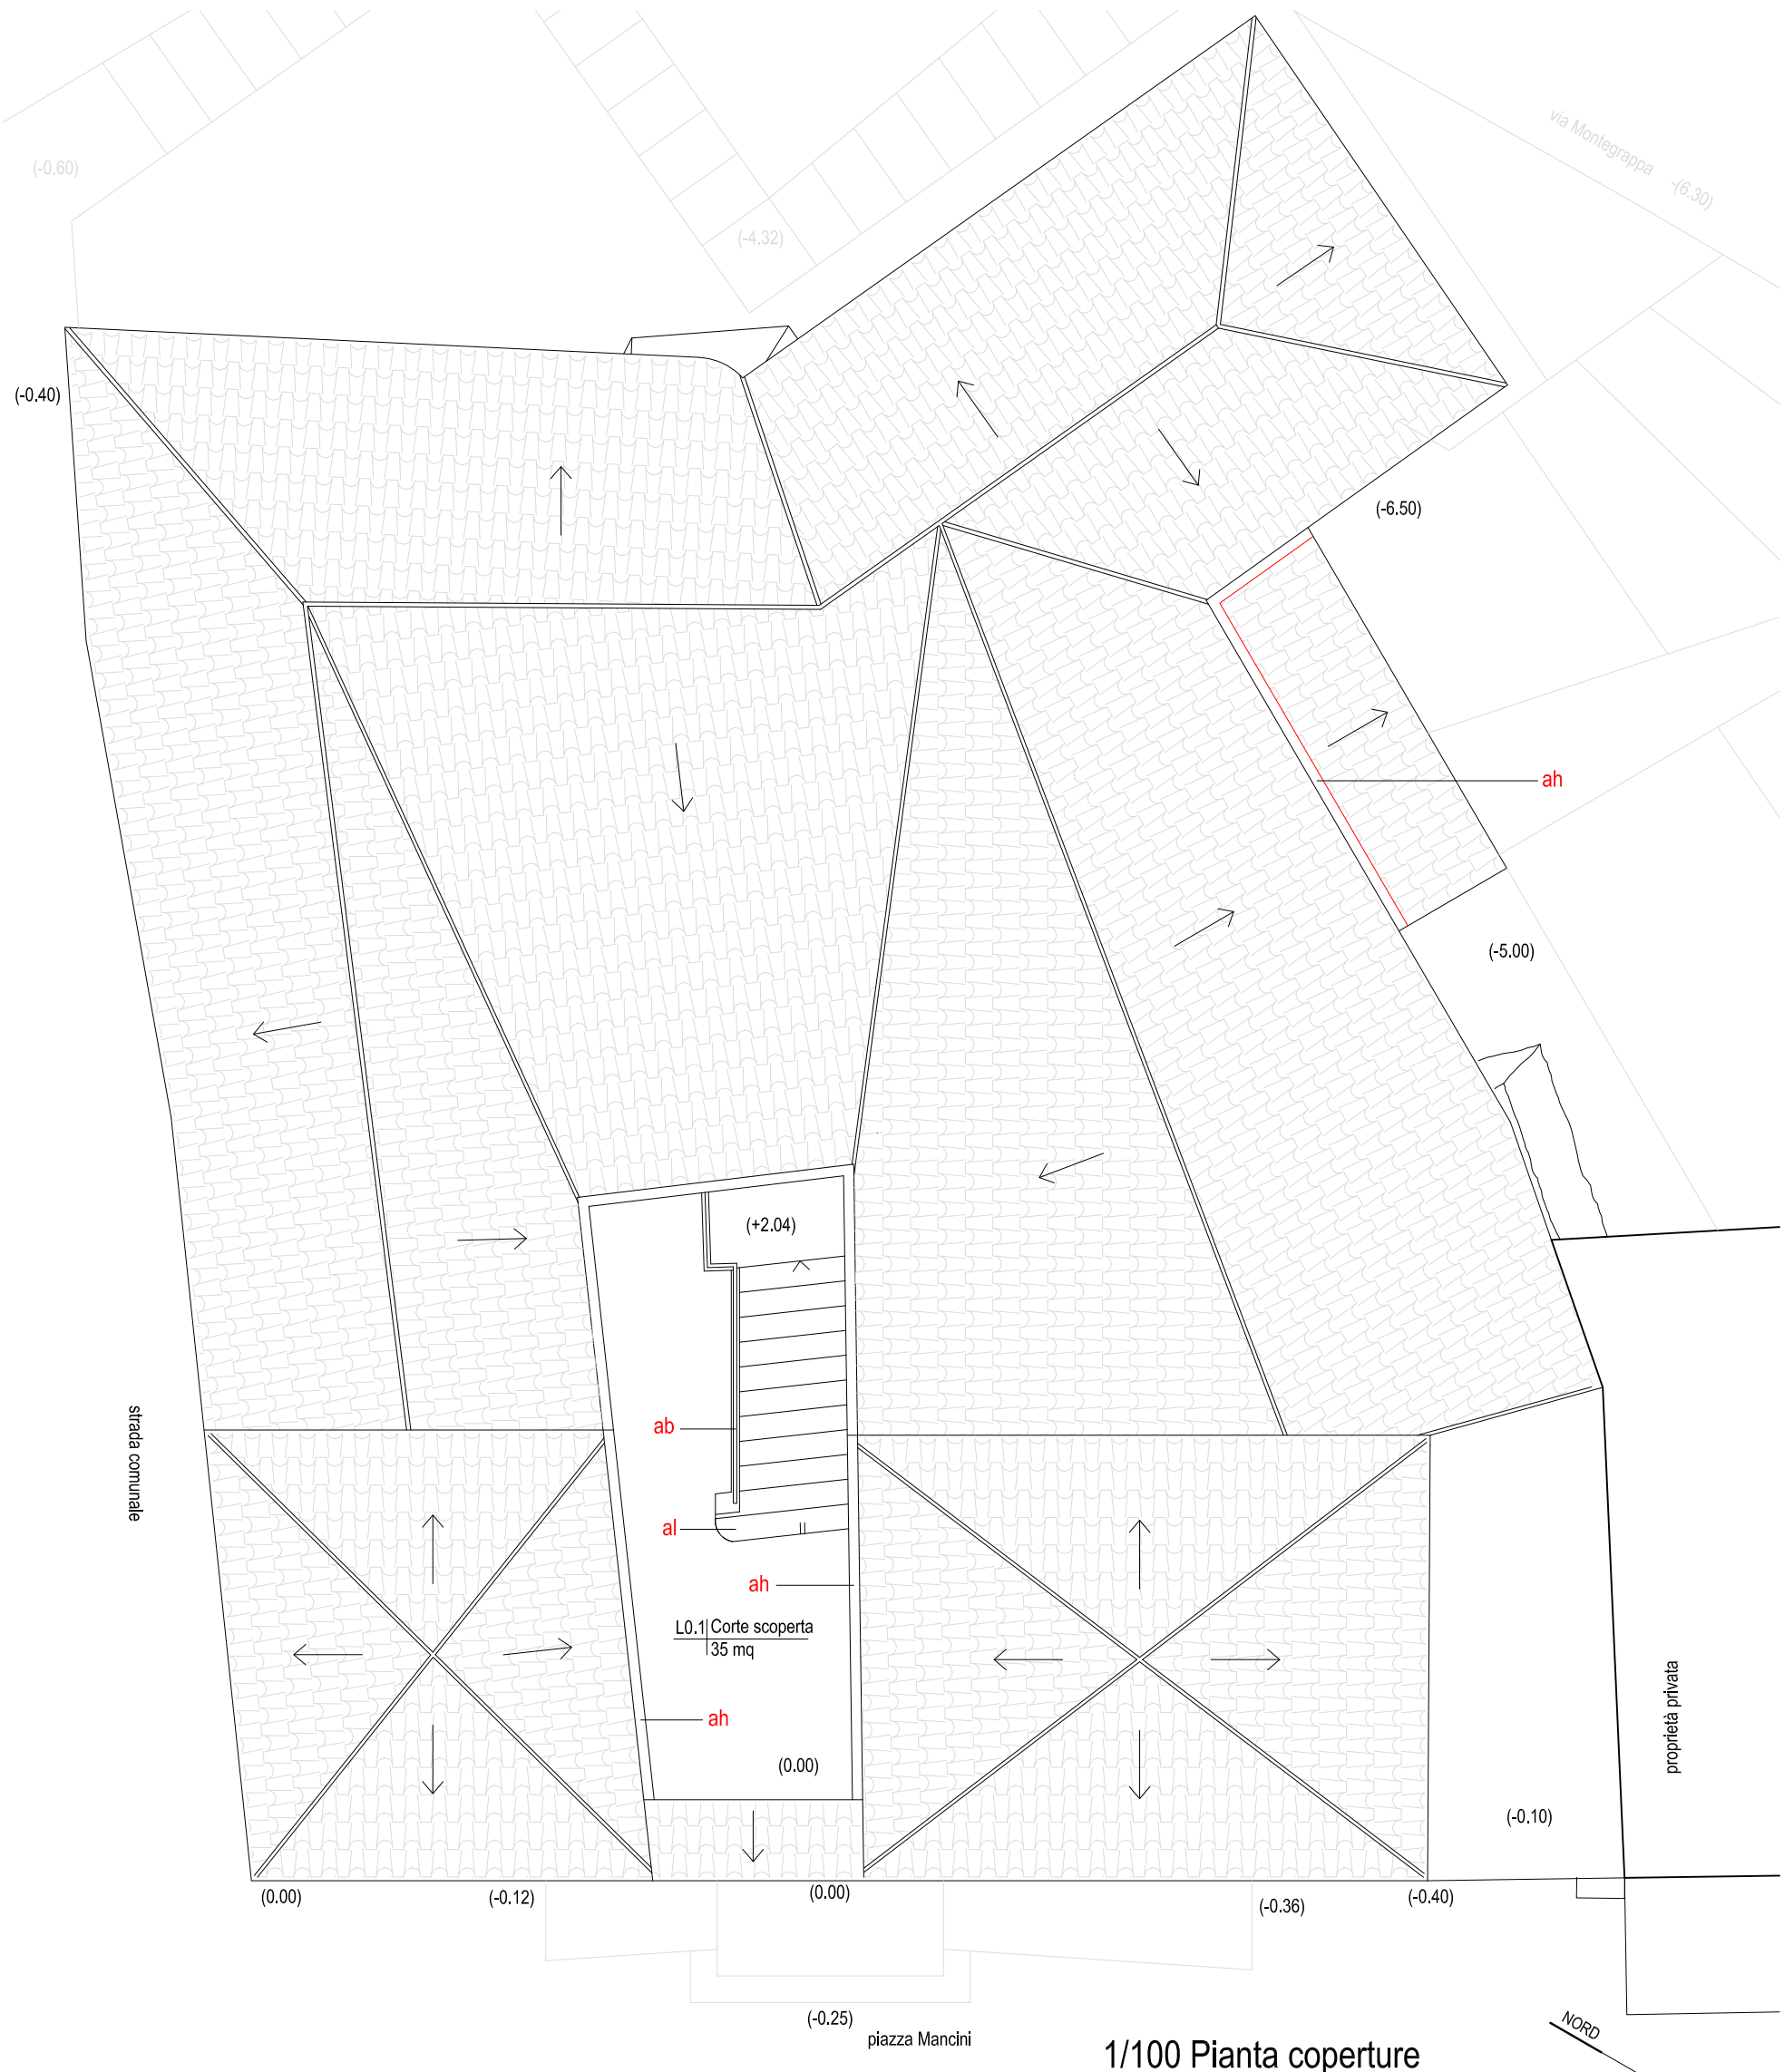 via Montegrappa -(6.30)
(-0.60)
(-4.32)
(-0.40)
(-6.50)
ah
(-5.00)
(+2.04)
strada comunale
ab
al
ah
L0.1 Corte scoperta
35 mq
ah
proprietà privata
(0.00)
(-0.10)
(0.00)
(-0.12)
(0.00)
(-0.36)
(-0.40)
(-0.25)
piazza Mancini
NORD
1/100 Pianta coperture